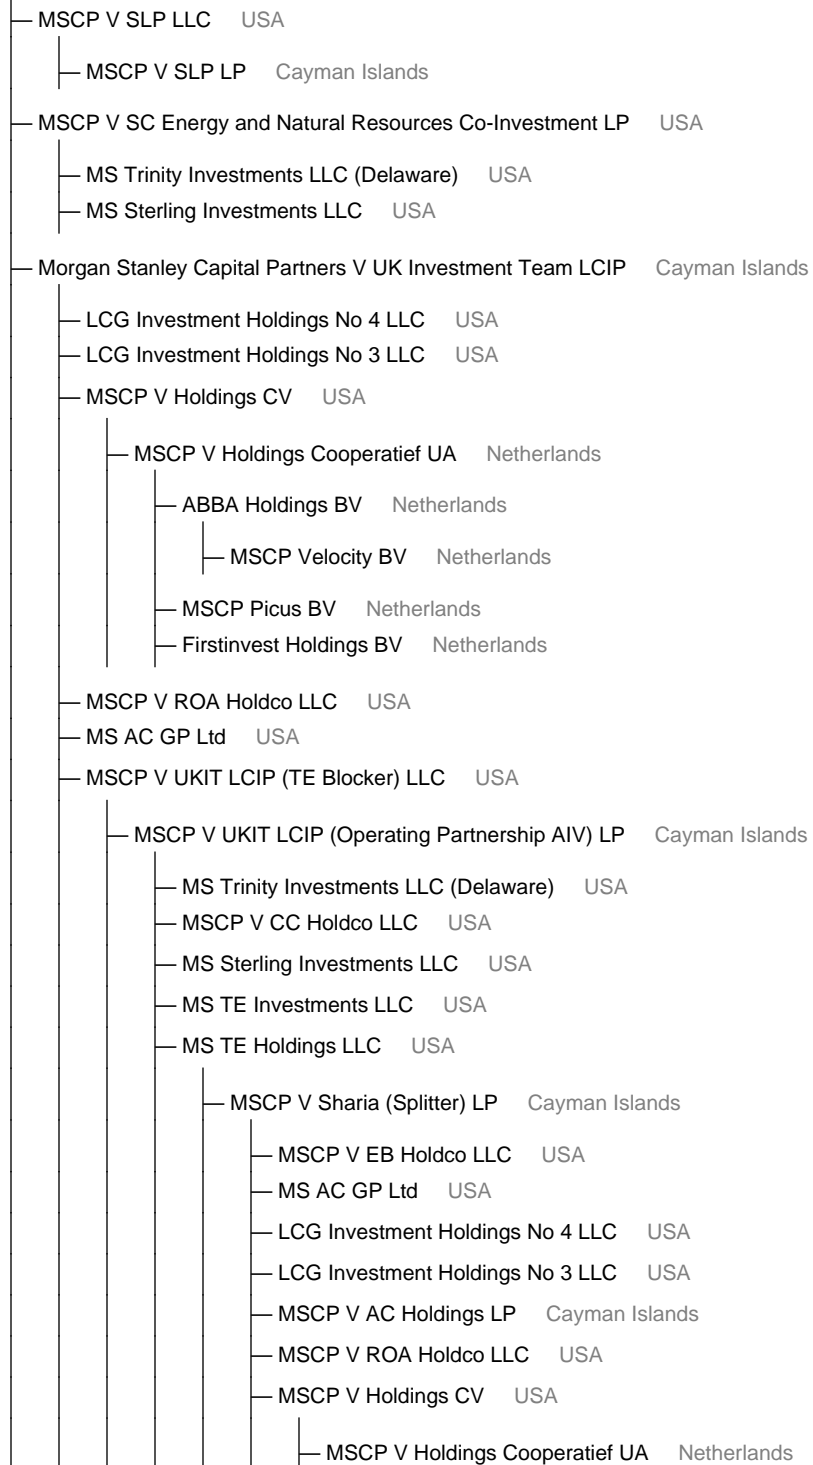 MSCP V SLP LLC USA
MSCP V SLP LP Cayman Islands
MSCP V SC Energy and Natural Resources Co-Investment LP USA
MS Trinity Investments LLC (Delaware) USA
MS Sterling Investments LLC USA
Morgan Stanley Capital Partners V UK Investment Team LCIP Cayman Islands
LCG Investment Holdings No 4 LLC USA
LCG Investment Holdings No 3 LLC USA
MSCP V Holdings CV USA
MSCP V Holdings Cooperatief UA Netherlands
ABBA Holdings BV Netherlands
MSCP Velocity BV Netherlands
MSCP Picus BV Netherlands
Firstinvest Holdings BV Netherlands
MSCP V ROA Holdco LLC USA
MS AC GP Ltd USA
MSCP V UKIT LCIP (TE Blocker) LLC USA
MSCP V UKIT LCIP (Operating Partnership AIV) LP Cayman Islands
MS Trinity Investments LLC (Delaware) USA
MSCP V CC Holdco LLC USA
MS Sterling Investments LLC USA
MS TE Investments LLC USA
MS TE Holdings LLC USA
MSCP V Sharia (Splitter) LP Cayman Islands
MSCP V EB Holdco LLC USA
MS AC GP Ltd USA
LCG Investment Holdings No 4 LLC USA
LCG Investment Holdings No 3 LLC USA
MSCP V AC Holdings LP Cayman Islands
MSCP V ROA Holdco LLC USA
MSCP V Holdings CV USA
MSCP V Holdings Cooperatief UA Netherlands